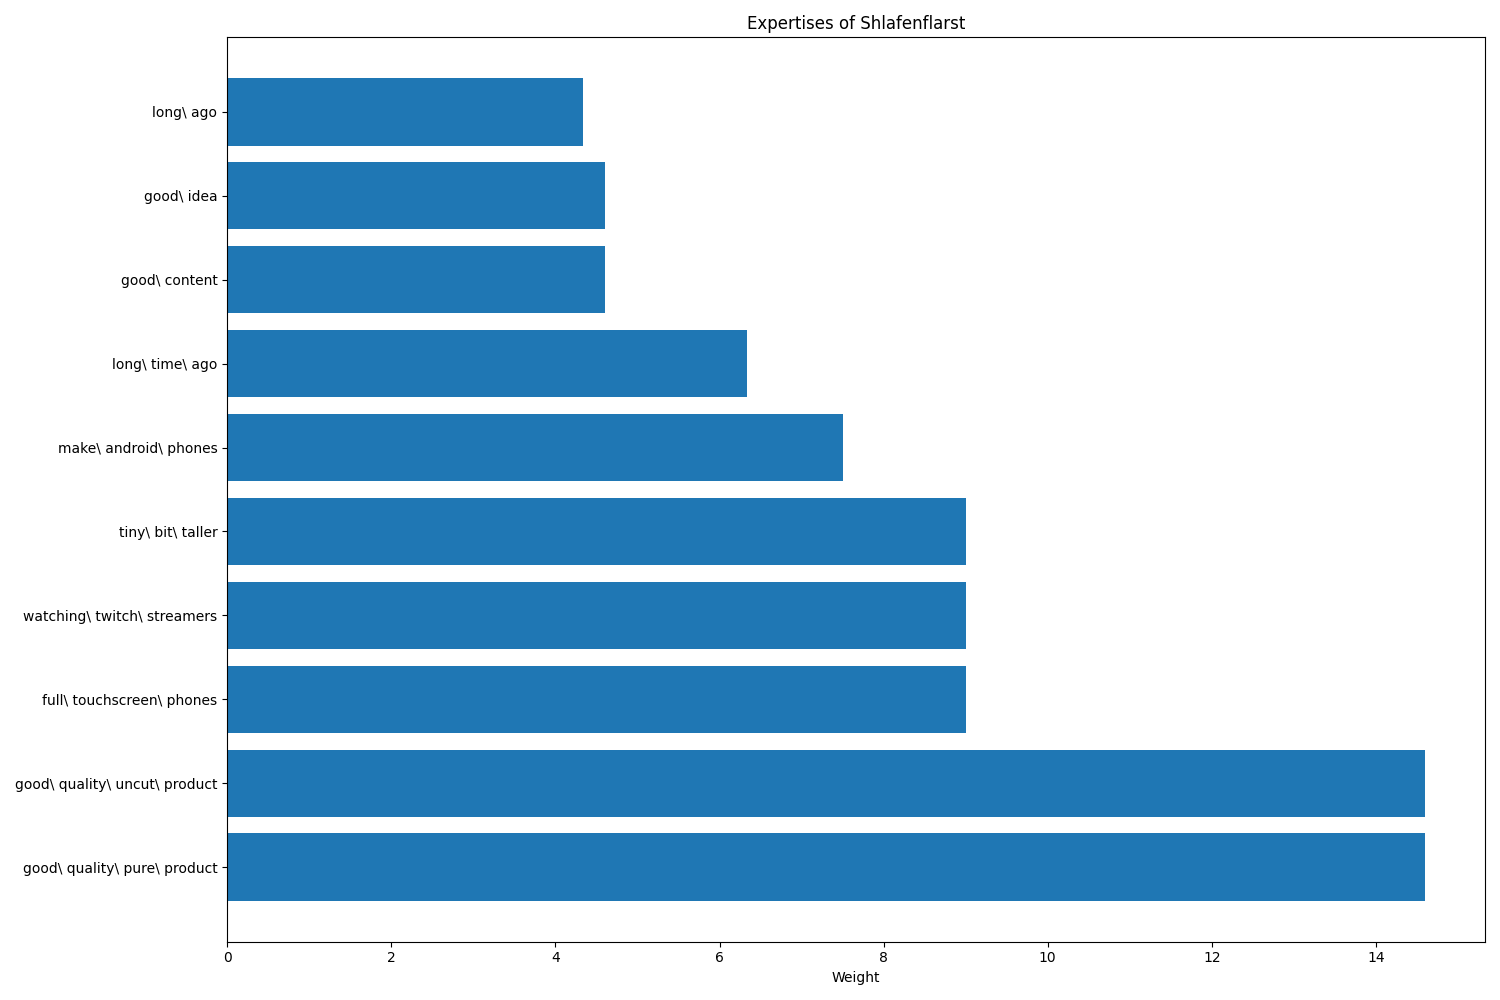 Expertises of Shlafenflarst
long\ ago
good\ idea
good\ content
long\ time\ ago
make\ android\ phones
tiny\ bit\ taller
watching\ twitch\ streamers
full\ touchscreen\ phones
good\ quality\ uncut\ product
good\ quality\ pure\ product
0 2 4 6 8 10 12 14
Weight